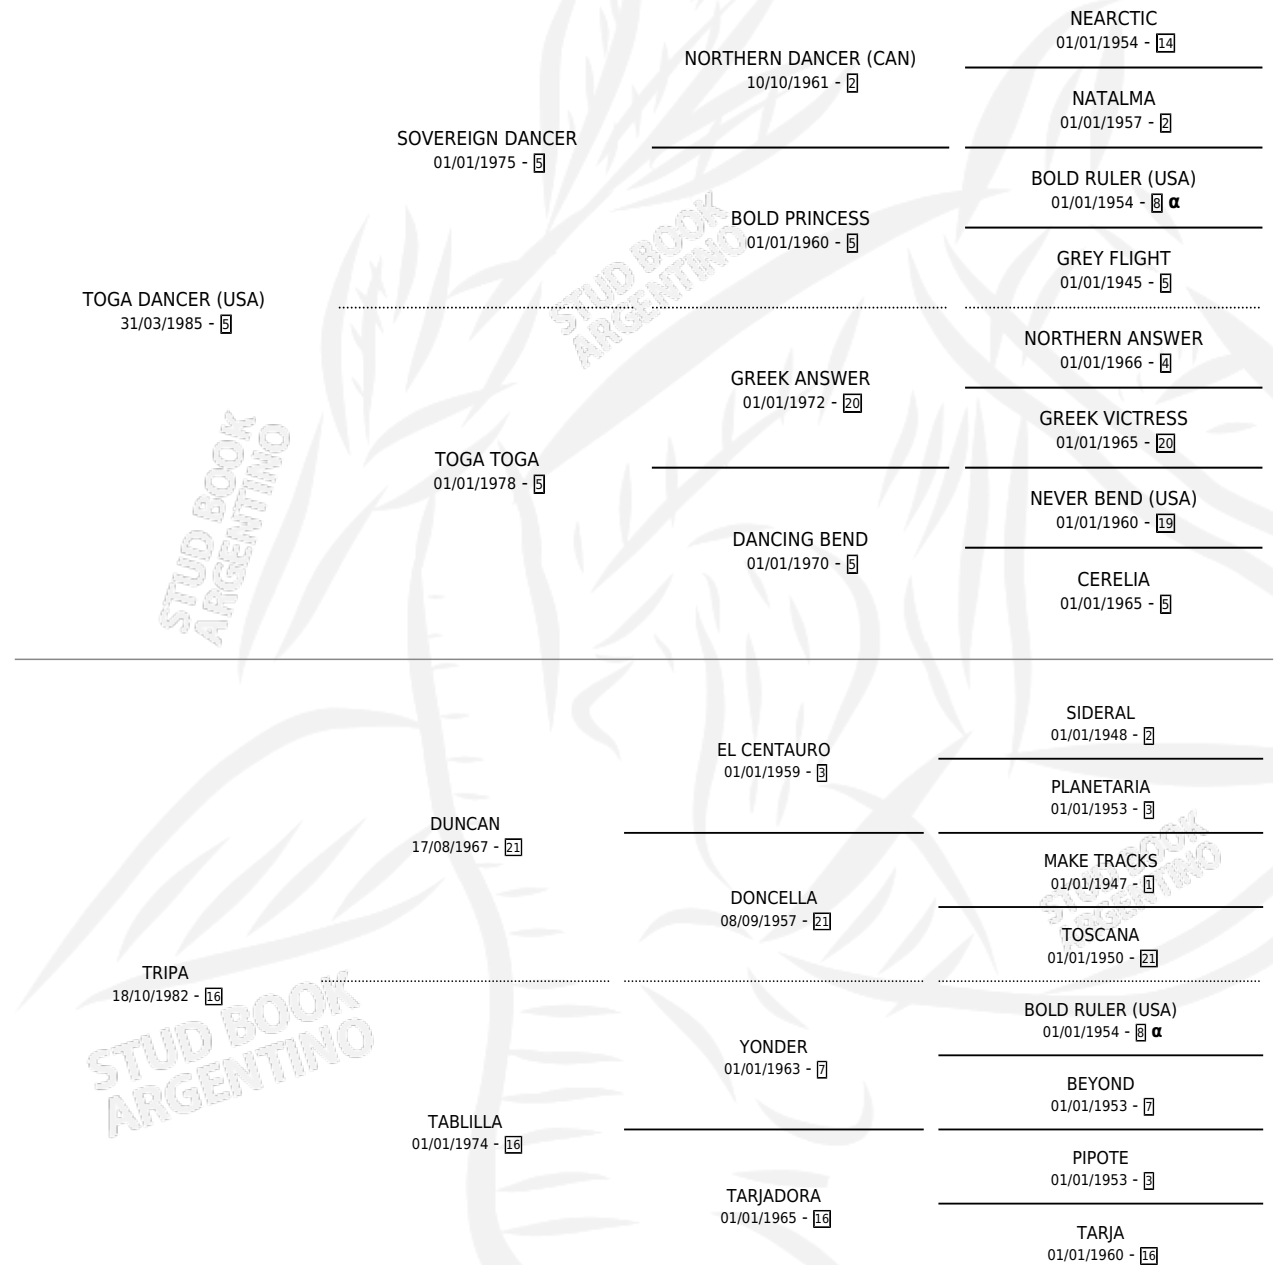 NEARCTIC
01/01/1954 - 14
NORTHERN DANCER (CAN)
10/10/1961 - 2
NATALMA
01/01/1957 - 2
SOVEREIGN DANCER
01/01/1975 - 5
BOLD RULER (USA)
01/01/1954 - 8 α
BOLD PRINCESS
01/01/1960 - 5
GREY FLIGHT
01/01/1945 - 5
STUD BOOK
ARGENTINO
TOGA DANCER (USA)
31/03/1985 - 5
NORTHERN ANSWER
01/01/1966 - 4
GREEK ANSWER
01/01/1972 - 20
GREEK VICTRESS
01/01/1965 - 20
TOGA TOGA
01/01/1978 - 5
NEVER BEND (USA)
01/01/1960 - 19
DANCING BEND
01/01/1970 - 5
CERELIA
01/01/1965 - 5
STUD BOOK
ARGENTINO
SIDERAL
01/01/1948 - 2
EL CENTAURO
01/01/1959 - 3
PLANETARIA
01/01/1953 - 3
DUNCAN
17/08/1967 - 21
MAKE TRACKS
01/01/1947 - 1
DONCELLA
08/09/1957 - 21
TOSCANA
01/01/1950 - 21
STUD BOOK
ARGENTINO
TRIPA
18/10/1982 - 16
BOLD RULER (USA)
01/01/1954 - 8 α
YONDER
01/01/1963 - 7
BEYOND
01/01/1953 - 7
TABLILLA
01/01/1974 - 16
PIPOTE
01/01/1953 - 3
TARJADORA
01/01/1965 - 16
TARJA
01/01/1960 - 16
STUD BOOK
ARGENTINO